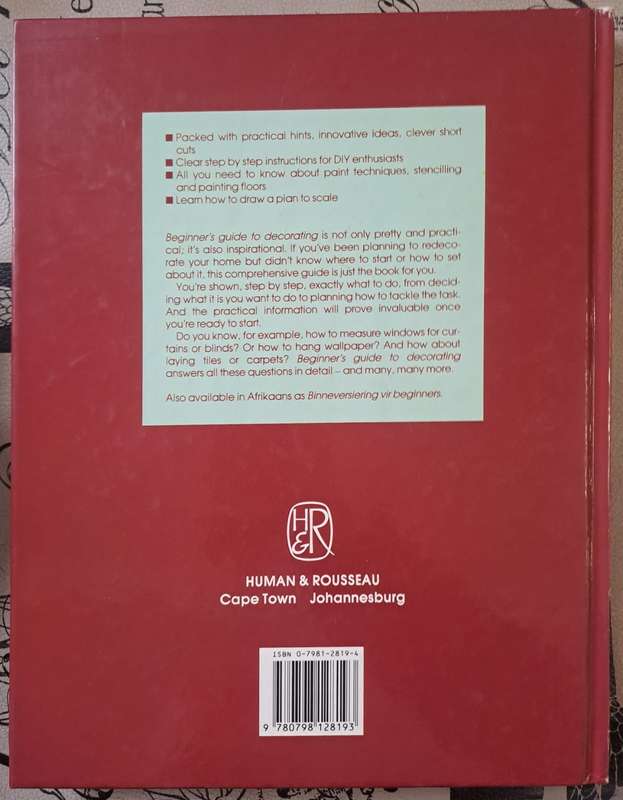 ■ Packed with practical hints, innovative ideas, clever short
cuts
■ Clear step by step instructions for DIY enthusiasts
■ All you need to know about paint techniques, stencilling
and painting floors
■ Learn how to draw a plan to scale
Beginner's guide to decorating is not only pretty and practi-
cal; it's also inspirational. If you've been planning to redeco-
rate your home but didn't know where to start or how to set
about it, this comprehensive guide is just the book for you.
You're shown, step by step, exactly what to do, from decid-
ing what it is you want to do to planning how to tackle the task.
And the practical information will prove invaluable once
you're ready to start.
Do you know, for example, how to measure windows for cur-
tains or blinds? Or how to hang wallpaper? And how about
laying tiles or carpets? Beginner's guide to decorating
answers all these questions in detail – and many, many more.
Also available in Afrikaans as Binneversiering vir beginners.
H&R
HUMAN & ROUSSEAU
Cape Town Johannesburg
ISBN 0-7981-2819-4
9 780798 128193